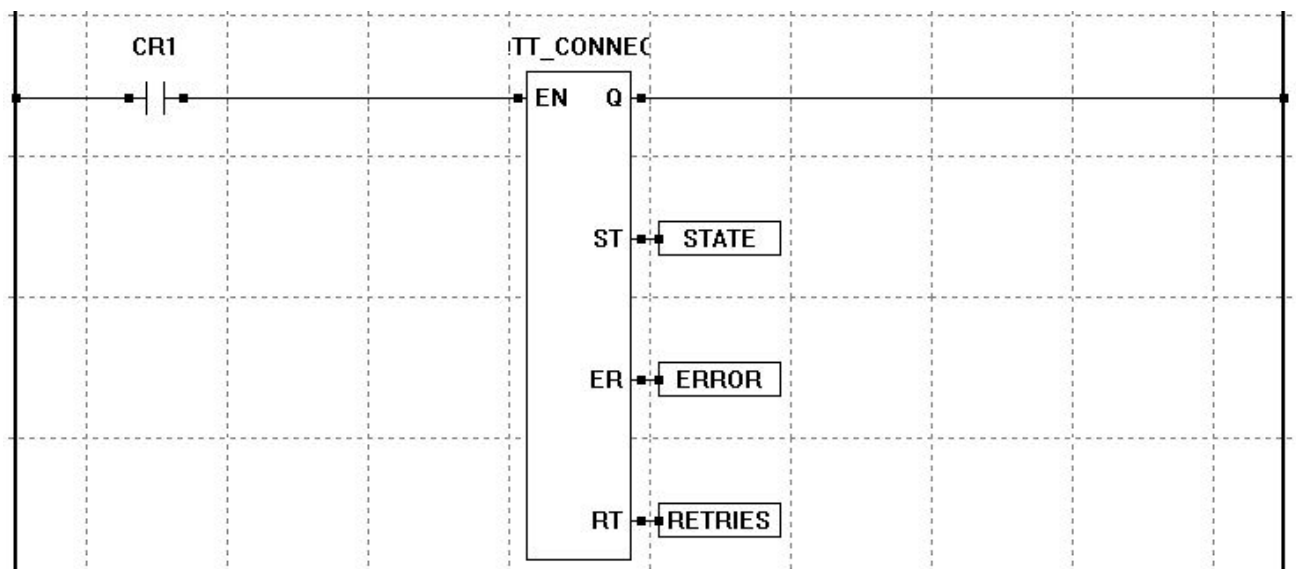 CR1
TT_CONNEC
EN Q
ST STATE
ER ERROR
RT RETRIES